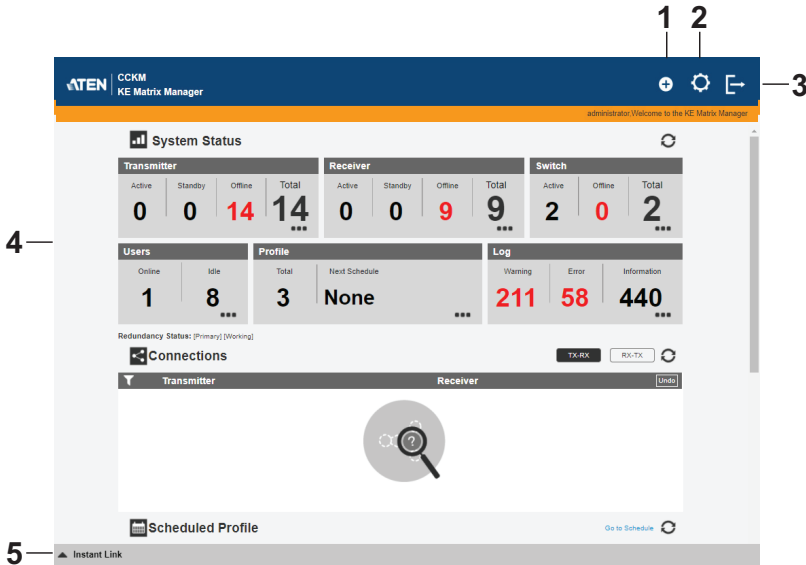 1 2
ATEN
CCKM
KE Matrix Manager
3
administrator,Welcome to the KE Matrix Manager
System Status
Transmitter
Active Standby Offline Total
0 0 14 14
Receiver
Active Standby Offline Total
0 0 9 9
Switch
Active Offline Total
2 0 2
4
Users
Online Idle
1 8
Profile
Total Next Schedule
3 None
Log
Warning Error Information
211 58 440
Redundancy Status: [Primary] [Working]
Connections
TX-RX RX-TX
Transmitter Receiver Undo
?
Scheduled Profile
Go to Schedule
5
Instant Link